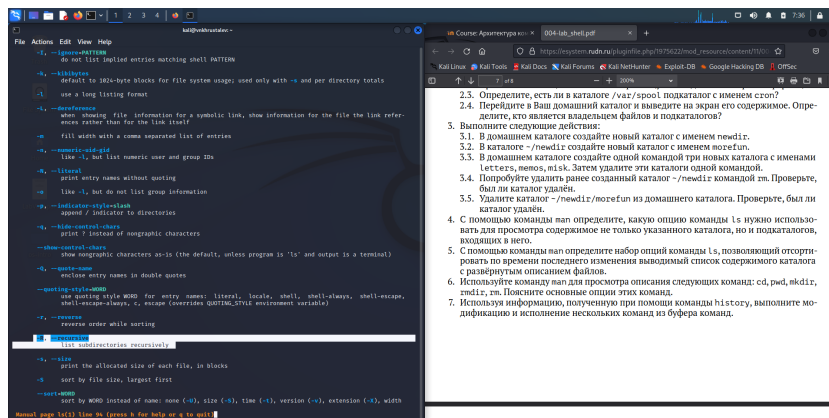 1 2 3 4
7:36
kali@vnkhrustalev: ~
File Actions Edit View Help
-I, --ignore=PATTERN
do not list implied entries matching shell PATTERN
-k, --kibibytes
default to 1024-byte blocks for file system usage; used only with -s and per directory totals
-l use a long listing format
-L, --dereference
when showing file information for a symbolic link, show information for the file the link refer-
ences rather than for the link itself
-m fill width with a comma separated list of entries
-n, --numeric-uid-gid
like -l, but list numeric user and group IDs
-N, --literal
print entry names without quoting
-o like -l, but do not list group information
-p, --indicator-style=slash
append / indicator to directories
-q, --hide-control-chars
print ? instead of nongraphic characters
--show-control-chars
show nongraphic characters as-is (the default, unless program is 'ls' and output is a terminal)
-Q, --quote-name
enclose entry names in double quotes
--quoting-style=WORD
use quoting style WORD for entry names: literal, locale, shell, shell-always, shell-escape,
shell-escape-always, c, escape (overrides QUOTING_STYLE environment variable)
-r, --reverse
reverse order while sorting
-R, --recursive
list subdirectories recursively
-s, --size
print the allocated size of each file, in blocks
-S sort by file size, largest first
--sort=WORD
sort by WORD instead of name: none (-U), size (-S), time (-t), version (-v), extension (-X), width
Manual page ls(1) line 94 (press h for help or q to quit)
Course: Архитектура ком
004-lab_shell.pdf
https://esystem.rudn.ru/pluginfile.php/1975622/mod_resource/content/11/00
Kali Linux Kali Tools Kali Docs Kali Forums Kali NetHunter Exploit-DB Google Hacking DB OffSec
7 of 8 200%
2.3. Определите, есть ли в каталоге /var/spool подкаталог с именем cron?
2.4. Перейдите в Ваш домашний каталог и выведите на экран его содержимое. Опре-
делите, кто является владельцем файлов и подкаталогов?
3. Выполните следующие действия:
3.1. В домашнем каталоге создайте новый каталог с именем newdir.
3.2. В каталоге ~/newdir создайте новый каталог с именем morefun.
3.3. В домашнем каталоге создайте одной командой три новых каталога с именами
letters, memos, misk. Затем удалите эти каталоги одной командой.
3.4. Попробуйте удалить ранее созданный каталог ~/newdir командой rm. Проверьте,
был ли каталог удалён.
3.5. Удалите каталог ~/newdir/morefun из домашнего каталога. Проверьте, был ли
каталог удалён.
4. С помощью команды man определите, какую опцию команды ls нужно использо-
вать для просмотра содержимое не только указанного каталога, но и подкаталогов,
входящих в него.
5. С помощью команды man определите набор опций команды ls, позволяющий отсорти-
ровать по времени последнего изменения выводимый список содержимого каталога
с развёрнутым описанием файлов.
6. Используйте команду man для просмотра описания следующих команд: cd, pwd, mkdir,
rmdir, rm. Поясните основные опции этих команд.
7. Используя информацию, полученную при помощи команды history, выполните мо-
дификацию и исполнение нескольких команд из буфера команд.